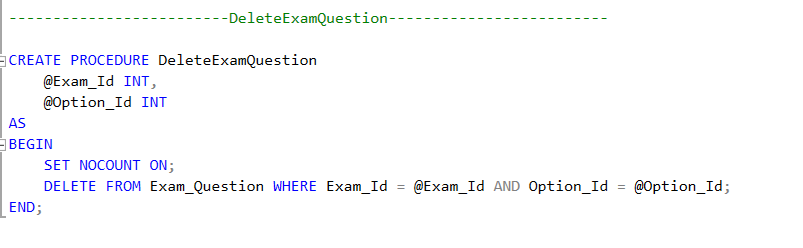 -------------------------DeleteExamQuestion-------------------------
CREATE PROCEDURE DeleteExamQuestion
@Exam_Id INT,
@Option_Id INT
AS
BEGIN
SET NOCOUNT ON;
DELETE FROM Exam_Question WHERE Exam_Id = @Exam_Id AND Option_Id = @Option_Id;
END;